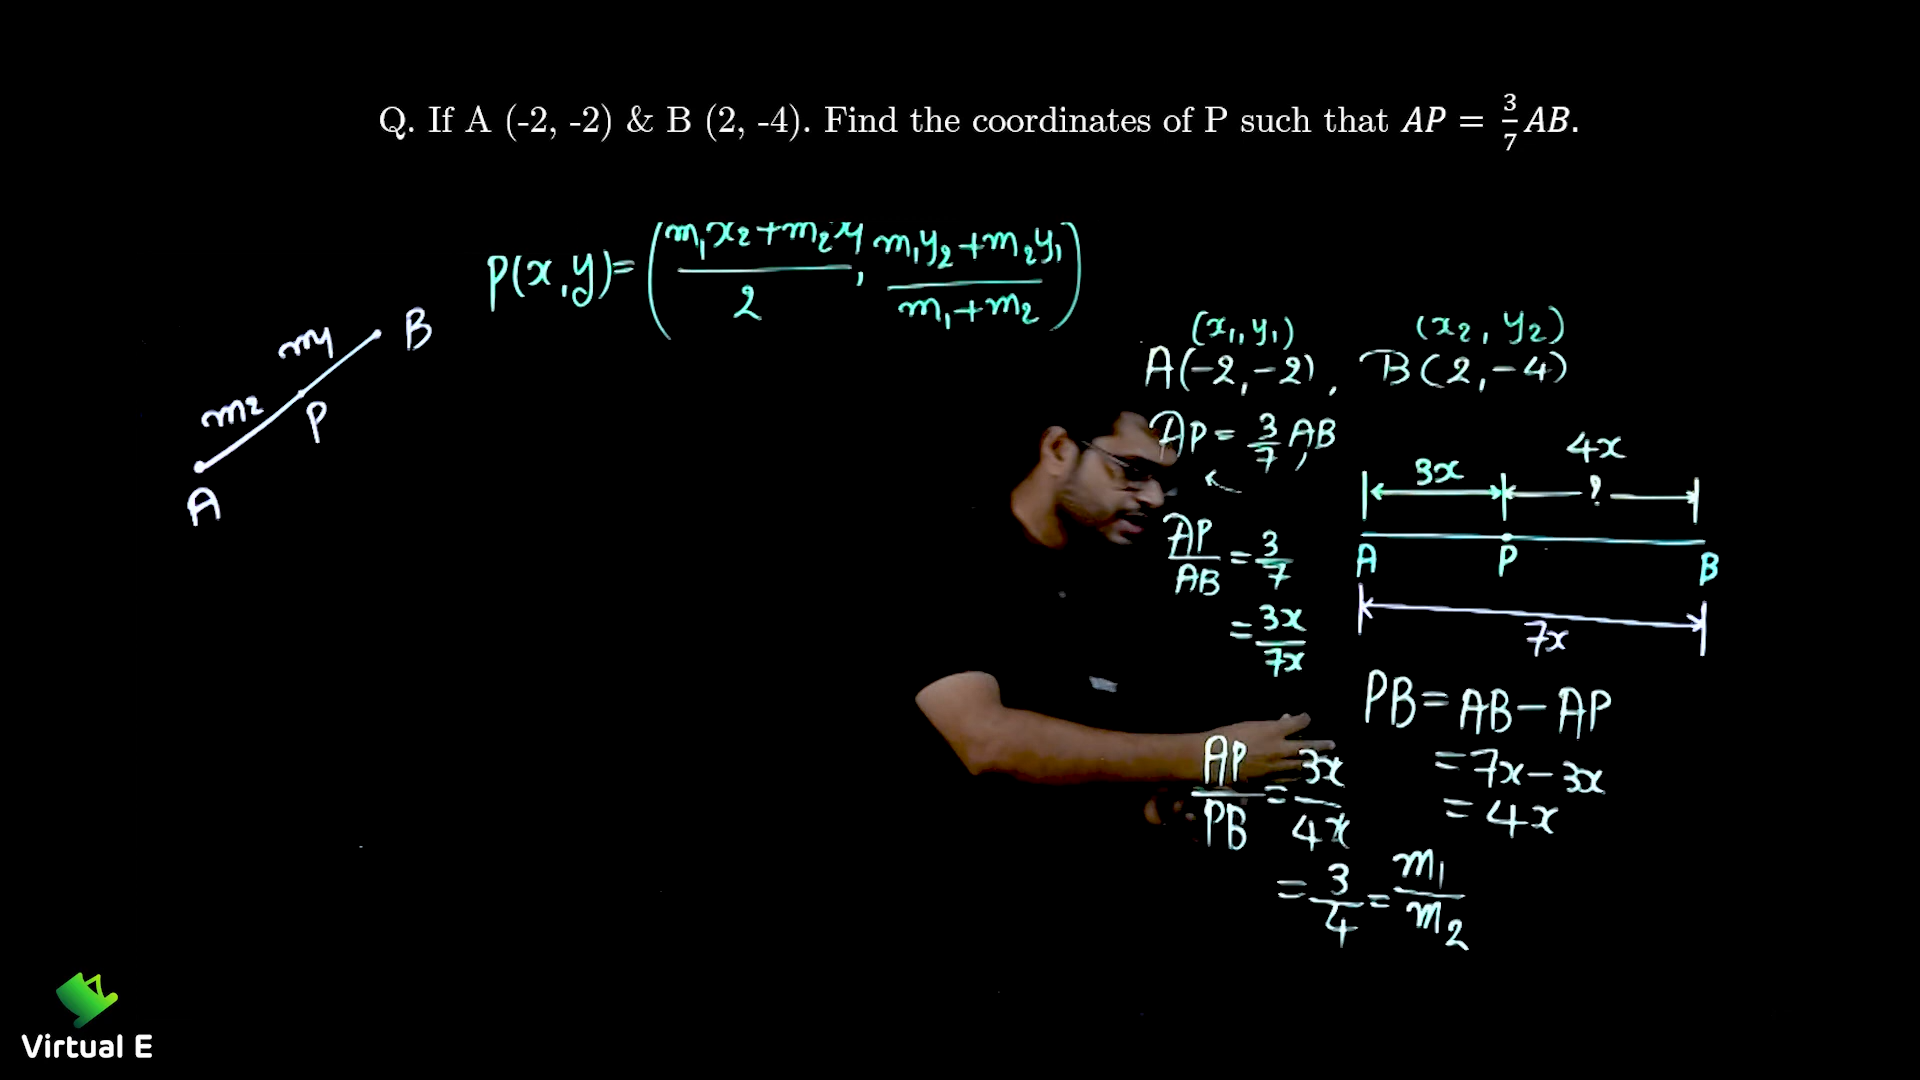 Q. If A (-2, -2) & B (2, -4). Find the coordinates of P such that AP = 3/7 AB.
P(x,y)=(m₁x₂+m₂x₁/2, m₁y₂+m₂y₁/m₁+m₂)
m₁
B
m₂
P
A
(x₁,y₁) (x₂, y₂)
A(-2,-2), B(2,-4)
AP = 3/7 AB,
AP/AB = 3/7
= 3x/7x
3x
4x
?
A P B
7x
PB = AB - AP
= 7x - 3x
= 4x
AP/PB = 3x/4x
= 3/4 = m₁/m₂
Virtual E